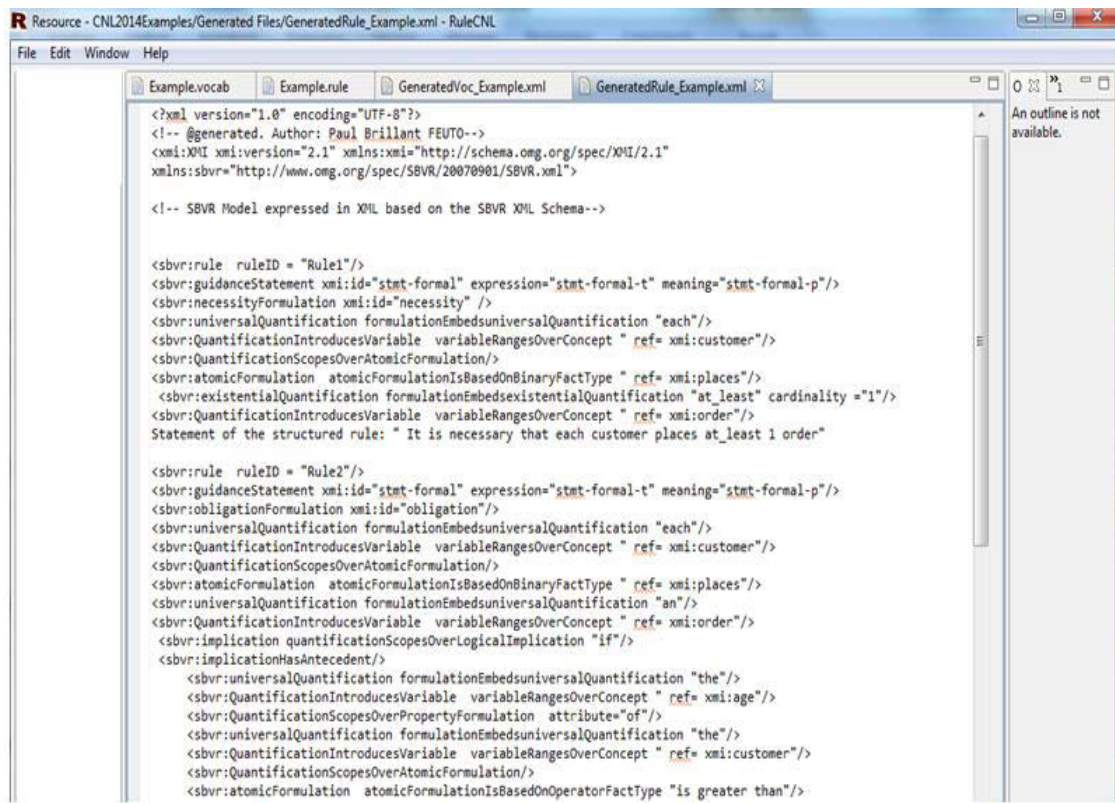 R Resource - CNL2014Examples/Generated Files/GeneratedRule_Example.xml - RuleCNL
File Edit Window Help
Example.vocab Example.rule GeneratedVoc_Example.xml GeneratedRule_Example.xml
O »1
An outline is not
available.
<?xml version="1.0" encoding="UTF-8"?>
<!-- @generated. Author: Paul Brillant FEUTO-->
<xmi:XMI xmi:version="2.1" xmlns:xmi="http://schema.omg.org/spec/XMI/2.1"
xmlns:sbvr="http://www.omg.org/spec/SBVR/20070901/SBVR.xml">
<!-- SBVR Model expressed in XML based on the SBVR XML Schema-->
<sbvr:rule ruleID = "Rule1"/>
<sbvr:guidanceStatement xmi:id="stmt-formal" expression="stmt-formal-t" meaning="stmt-formal-p"/>
<sbvr:necessityFormulation xmi:id="necessity" />
<sbvr:universalQuantification formulationEmbedsuniversalQuantification "each"/>
<sbvr:QuantificationIntroducesVariable variableRangesOverConcept " ref= xmi:customer"/>
<sbvr:QuantificationScopesOverAtomicFormulation/>
<sbvr:atomicFormulation atomicFormulationIsBasedOnBinaryFactType " ref= xmi:places"/>
<sbvr:existentialQuantification formulationEmbedsexistentialQuantification "at_least" cardinality ="1"/>
<sbvr:QuantificationIntroducesVariable variableRangesOverConcept " ref= xmi:order"/>
Statement of the structured rule: " It is necessary that each customer places at_least 1 order"
<sbvr:rule ruleID = "Rule2"/>
<sbvr:guidanceStatement xmi:id="stmt-formal" expression="stmt-formal-t" meaning="stmt-formal-p"/>
<sbvr:obligationFormulation xmi:id="obligation"/>
<sbvr:universalQuantification formulationEmbedsuniversalQuantification "each"/>
<sbvr:QuantificationIntroducesVariable variableRangesOverConcept " ref= xmi:customer"/>
<sbvr:QuantificationScopesOverAtomicFormulation/>
<sbvr:atomicFormulation atomicFormulationIsBasedOnBinaryFactType " ref= xmi:places"/>
<sbvr:universalQuantification formulationEmbedsuniversalQuantification "an"/>
<sbvr:QuantificationIntroducesVariable variableRangesOverConcept " ref= xmi:order"/>
<sbvr:implication quantificationScopesOverLogicalImplication "if"/>
<sbvr:implicationHasAntecedent/>
<sbvr:universalQuantification formulationEmbedsuniversalQuantification "the"/>
<sbvr:QuantificationIntroducesVariable variableRangesOverConcept " ref= xmi:age"/>
<sbvr:QuantificationScopesOverPropertyFormulation attribute="of"/>
<sbvr:universalQuantification formulationEmbedsuniversalQuantification "the"/>
<sbvr:QuantificationIntroducesVariable variableRangesOverConcept " ref= xmi:customer"/>
<sbvr:QuantificationScopesOverAtomicFormulation/>
<sbvr:atomicFormulation atomicFormulationIsBasedOnOperatorFactType "is greater than"/>